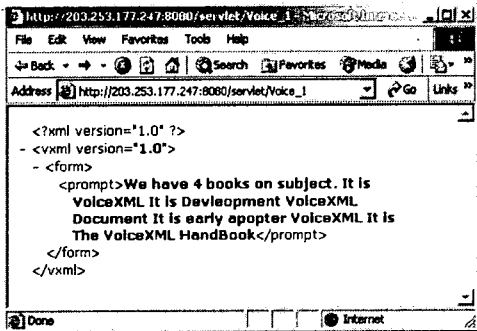 http://203.253.177.247:8080/servlet/Voice_1 - Microsoft
File Edit View Favorites Tools Help
Back Search Favorites Media
Address http://203.253.177.247:8080/servlet/Voice_1 Go Links »
<?xml version="1.0" ?>
- <vxml version="1.0">
- <form>
<prompt>We have 4 books on subject. It is
VoiceXML It is Devleopment VoiceXML
Document It is early apopter VoiceXML It is
The VoiceXML HandBook</prompt>
</form>
</vxml>
Done Internet